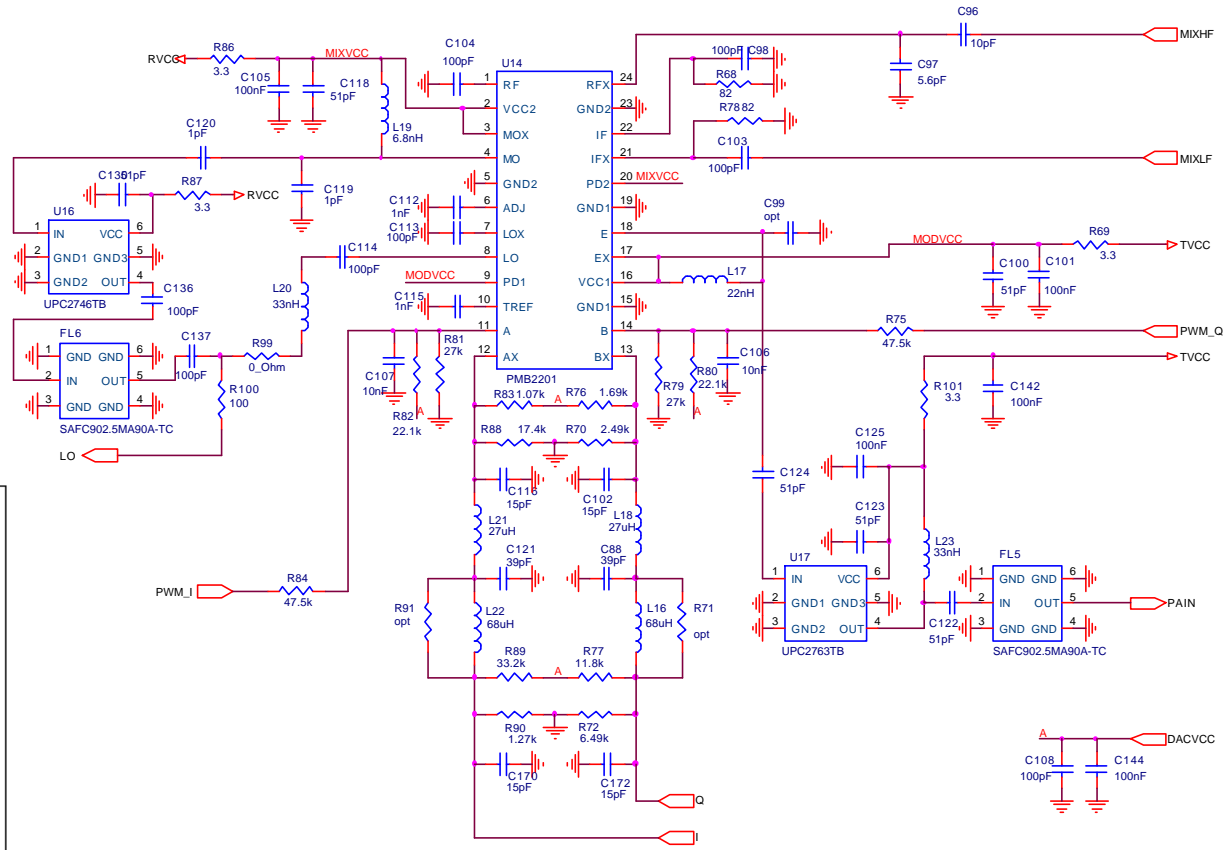 C96
10pF
MIXHF
R86
3.3
RVCC
MIXVCC
C104
100pF
U14
100pF C98
C97
5.6pF
C105
100nF
C118
51pF
1 RF
RFX 24
R68
82
2 VCC2
GND2 23
R78 82
3 MOX
IF 22
C120
1pF
L19
6.8nH
4 MO
IFX 21
C103
100pF
MIXLF
C130 51pF
R87
3.3
RVCC
C119
1pF
5 GND2
PD2 20 MIXVCC
C112
1nF
6 ADJ
GND1 19
C99
opt
U16
1 IN VCC 6
2 GND1 GND3 5
3 GND2 OUT 4
UPC2746TB
C113
100pF
7 LOX
E 18
C114
100pF
8 LO
EX 17
MODVCC
R69
3.3
TVCC
MODVCC
9 PD1
VCC1 16
L17
22nH
C100
51pF
C101
100nF
L20
33nH
C136
100pF
C115
1nF
10 TREF
GND1 15
11 A
B 14
R75
47.5k
PWM_Q
12 AX
BX 13
PMB2201
FL6
1 GND GND 6
2 IN OUT 5
3 GND GND 4
SAFC902.5MA90A-TC
C137
100pF
R99
0_Ohm
R100
100
LO
C107
10nF
R81
27k
R82
22.1k
A
C106
10nF
R79
27k
R80
22.1k
A
TVCC
R101
3.3
C142
100nF
R83 1.07k
A
R76 1.69k
R88 17.4k
R70 2.49k
C116
15pF
C102
15pF
C124
51pF
C125
100nF
L21
27uH
L18
27uH
C123
51pF
L23
33nH
C121
39pF
C88
39pF
U17
1 IN VCC 6
2 GND1 GND3 5
3 GND2 OUT 4
UPC2763TB
FL5
1 GND GND 6
2 IN OUT 5
3 GND GND 4
SAFC902.5MA90A-TC
PAIN
C122
51pF
PWM_I
R84
47.5k
R91
opt
L22
68uH
L16
68uH
R71
opt
R89
33.2k
A
R77
11.8k
R90
1.27k
R72
6.49k
C170
15pF
C172
15pF
A
DACVCC
C108
100pF
C144
100nF
Q
I